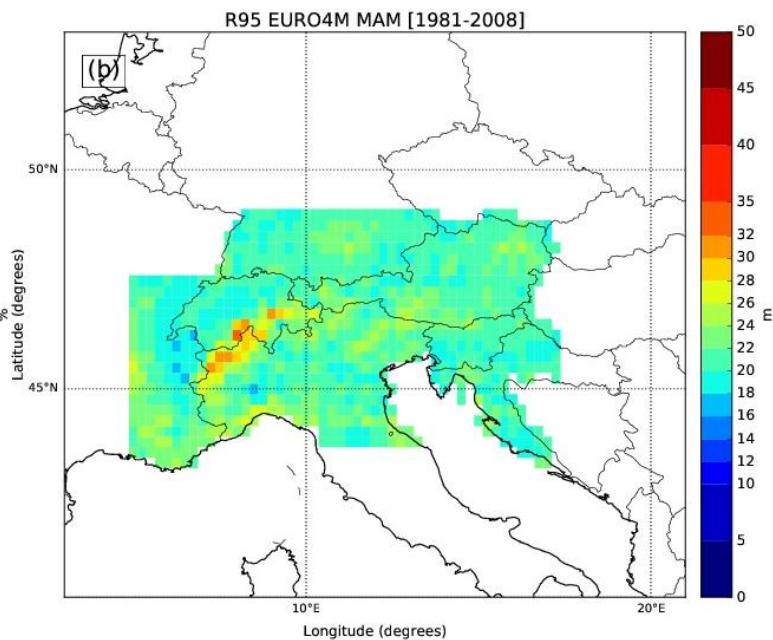 R95 EURO4M MAM [1981-2008]
(b)
50°N
45°N
%
Latitude (degrees)
10°E
20°E
Longitude (degrees)
50
45
40
35
32
30
28
26
24
22
20
18
16
14
12
10
5
0
m